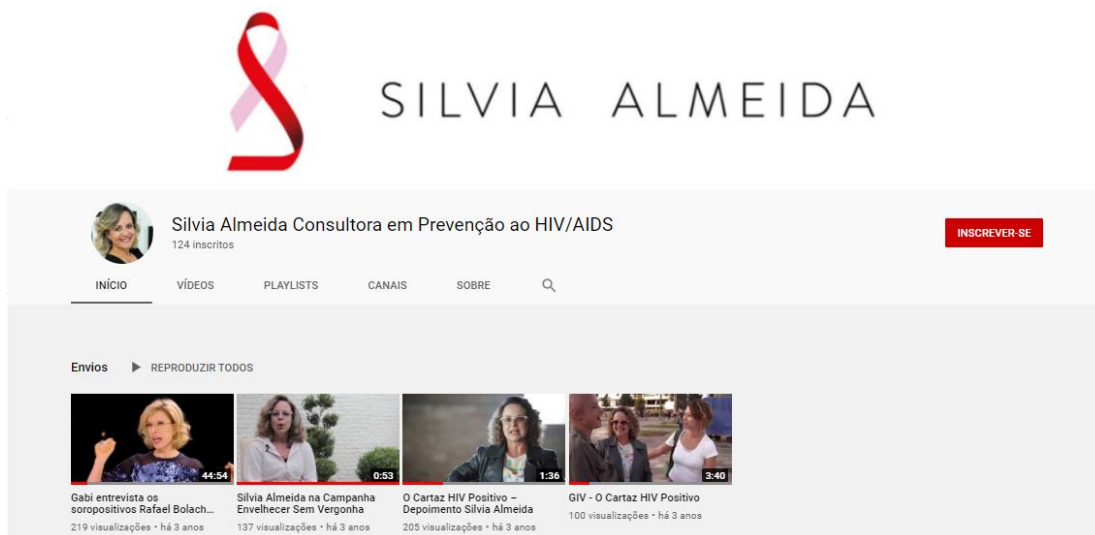 SILVIA ALMEIDA
Silvia Almeida Consultora em Prevenção ao HIV/AIDS
124 inscritos
INSCREVER-SE
INÍCIO VÍDEOS PLAYLISTS CANAIS SOBRE
Envios REPRODUZIR TODOS
44:54 0:53 1:36 3:40
Gabi entrevista os
soropositivos Rafael Bolach...
219 visualizações • há 3 anos
Silvia Almeida na Campanha
Envelhecer Sem Vergonha
137 visualizações • há 3 anos
O Cartaz HIV Positivo –
Depoimento Silvia Almeida
205 visualizações • há 3 anos
GIV - O Cartaz HIV Positivo
100 visualizações • há 3 anos